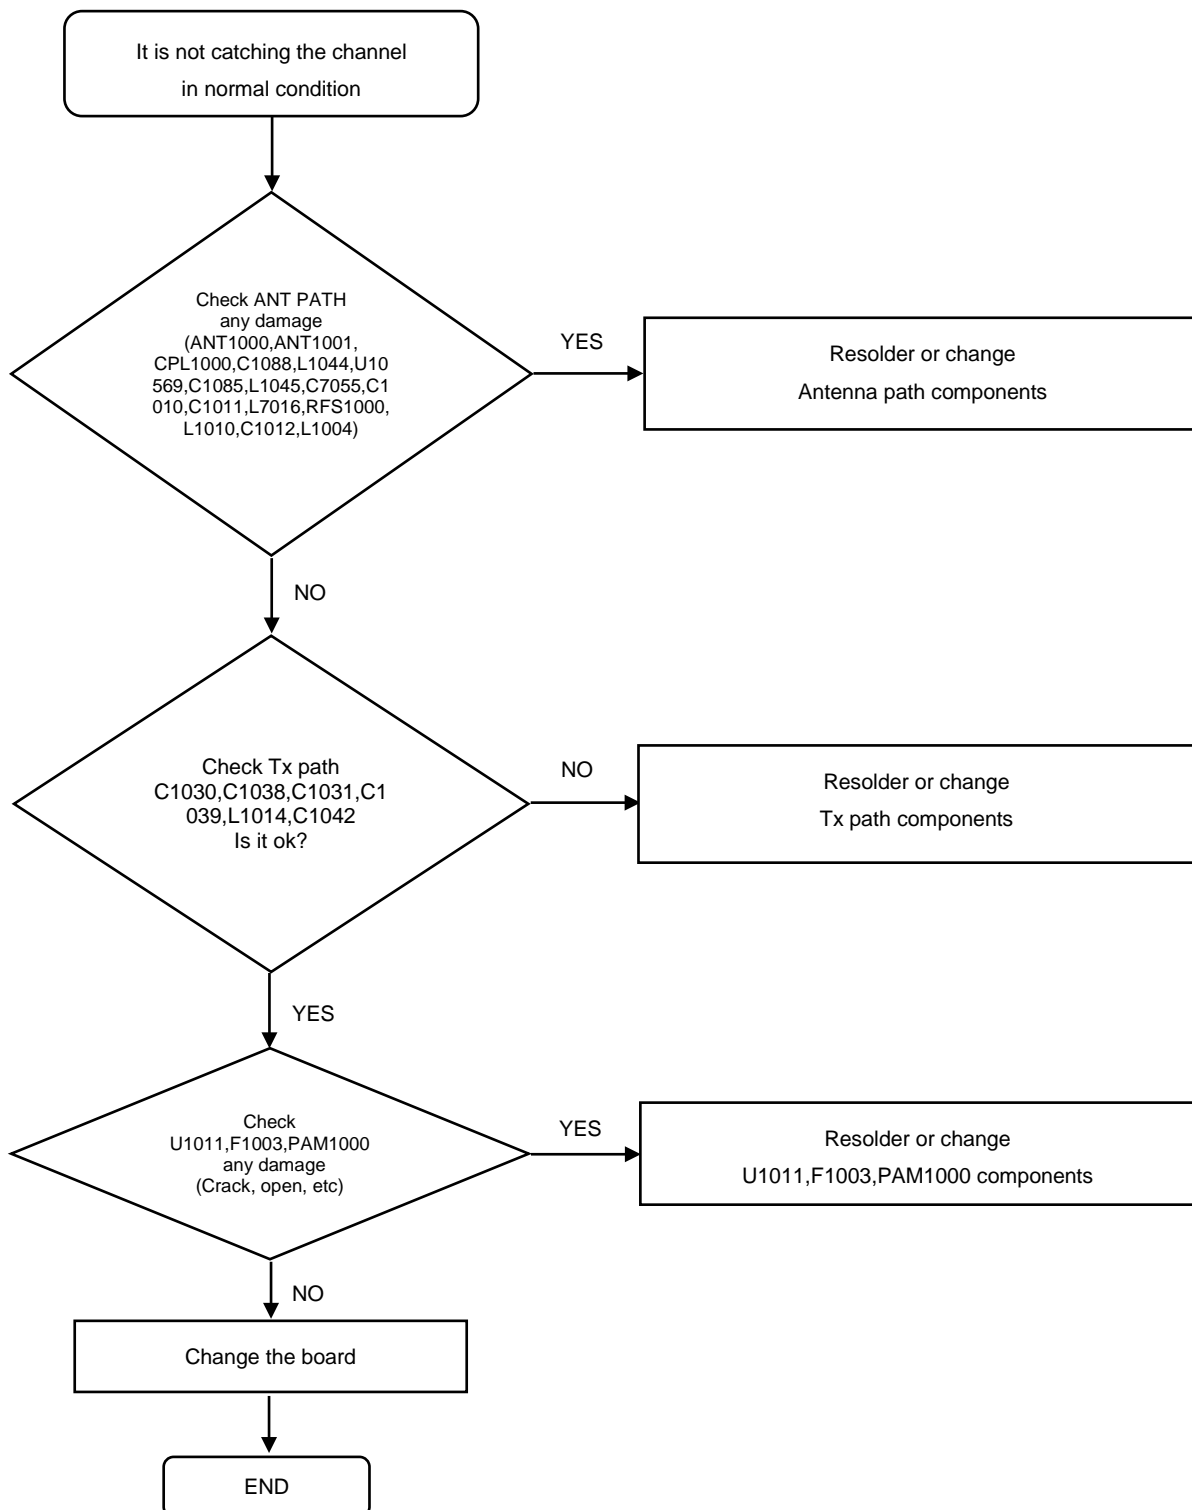 It is not catching the channel
in normal condition
Check ANT PATH
any damage
(ANT1000,ANT1001,
CPL1000,C1088,L1044,U10
569,C1085,L1045,C7055,C1
010,C1011,L7016,RFS1000,
L1010,C1012,L1004)
YES
Resolder or change
Antenna path components
NO
Check Tx path
C1030,C1038,C1031,C1
039,L1014,C1042
Is it ok?
NO
Resolder or change
Tx path components
YES
Check
U1011,F1003,PAM1000
any damage
(Crack, open, etc)
YES
Resolder or change
U1011,F1003,PAM1000 components
NO
Change the board
END